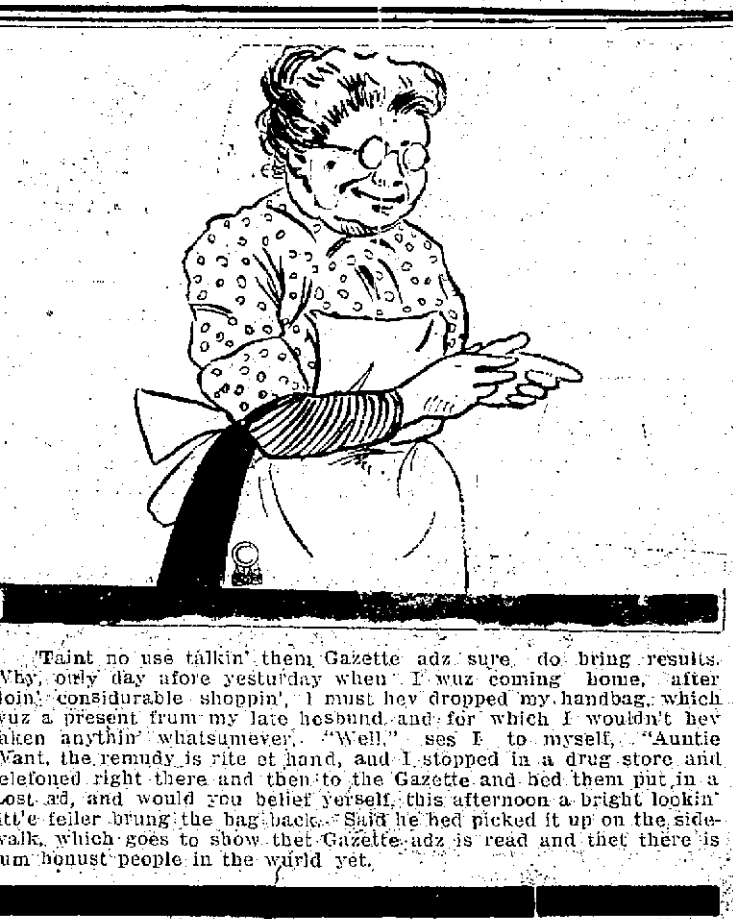 'Taint no use talkin' them Gazette adz sure do bring results.
Why, only day afore yesturday when I wuz coming home, after
doin' considurable shoppin', I must hev dropped my handbag, which
wuz a present frum my late hesbund and for which I wouldn't hev
taken anythin' whatsumever. "Well," ses I to myself, "Auntie
Want, the remudy is rite et hand, and I stopped in a drug store and
telefoned right there and then to the Gazette and hed them put in a
Lost ad, and would you belief yerself, this afternoon a bright lookin'
litt'e feller brung the bag back. Said he hed picked it up on the side-
walk, which goes to show thet Gazette adz is read and thet there is
sum honust people in the wurld yet.